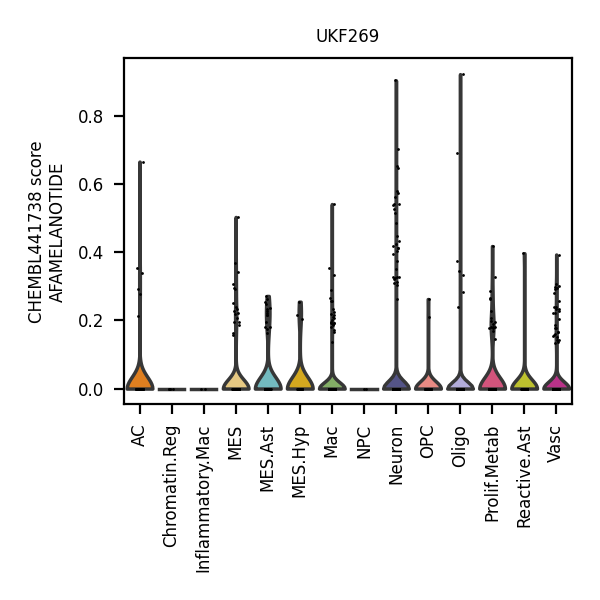 UKF269
CHEMBL441738 score
AFAMELANOTIDE
0.8
0.6
0.4
0.2
0.0
AC
Chromatin.Reg
Inflammatory.Mac
MES
MES.Ast
MES.Hyp
Mac
NPC
Neuron
OPC
Oligo
Prolif.Metab
Reactive.Ast
Vasc